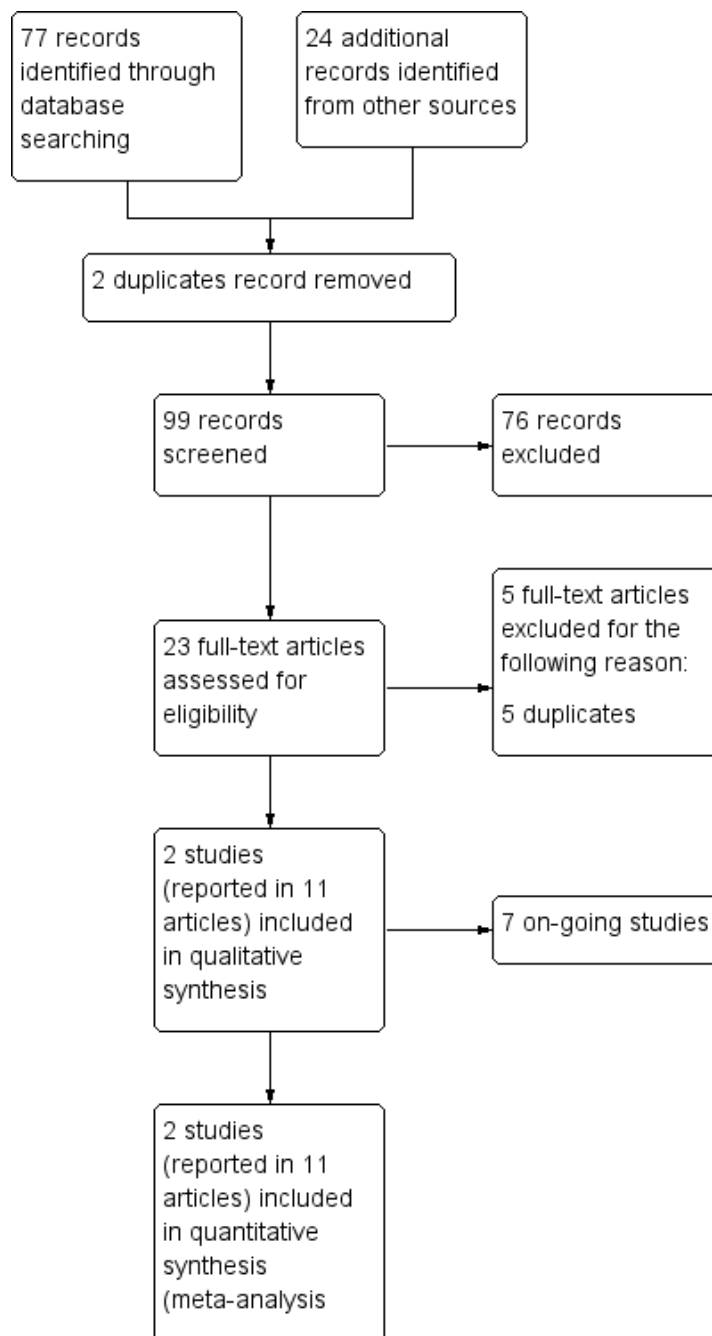 77 records
identified through
database
searching
24 additional
records identified
from other sources
2 duplicates record removed
99 records
screened
76 records
excluded
23 full-text articles
assessed for
eligibility
5 full-text articles
excluded for the
following reason:
5 duplicates
2 studies
(reported in 11
articles) included
in qualitative
synthesis
7 on-going studies
2 studies
(reported in 11
articles) included
in quantitative
synthesis
(meta-analysis